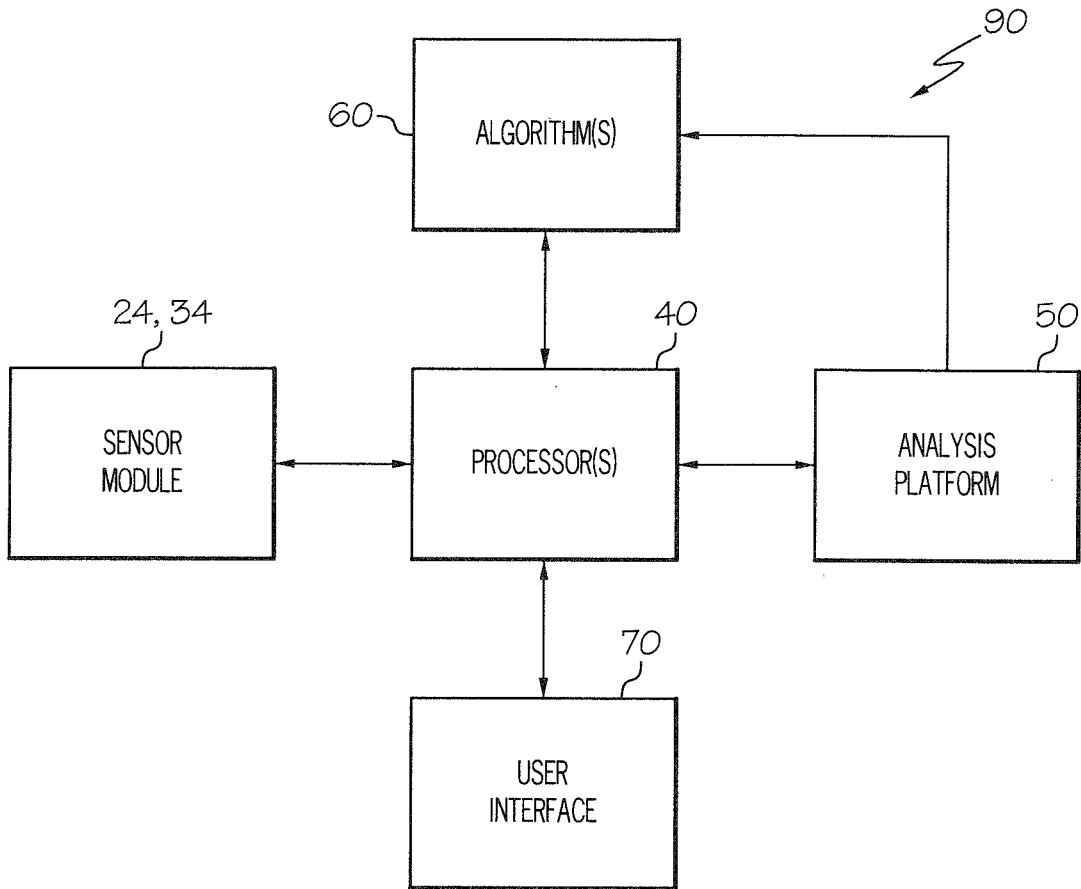 90
60
ALGORITHM(S)
24, 34
40
50
SENSOR
MODULE
PROCESSOR(S)
ANALYSIS
PLATFORM
70
USER
INTERFACE